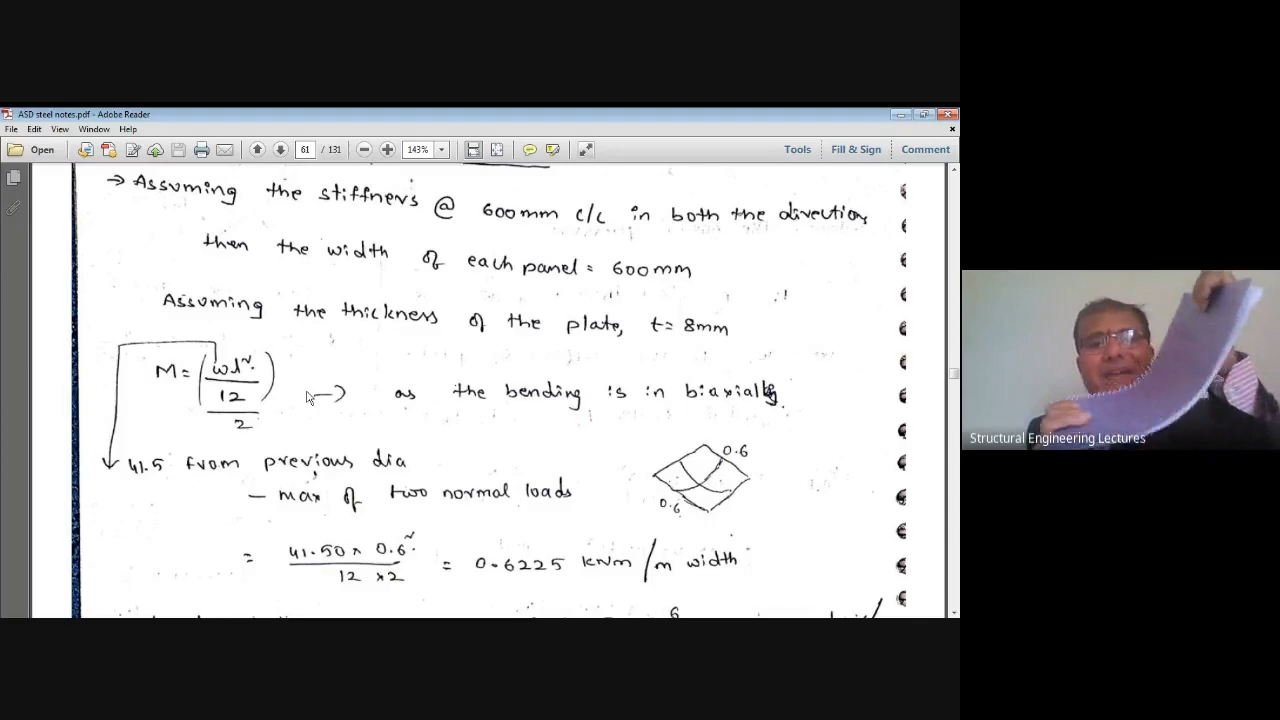 ASD steel notes.pdf - Adobe Reader
File Edit View Window Help
Open 61 / 131 143% Tools Fill & Sign Comment
→ Assuming the stiffners @ 600mm c/c in both the direction
then the width of each panel = 600mm
Assuming the thickness of the plate, t = 8mm
M = (wl²/12)/2 → as the bending is in biaxially
41.5 from previous dia
0.6
- max of two normal loads
0.6
= 41.50 × 0.6² / 12 × 2 = 0.6225 kNm/m width
6
Structural Engineering Lectures